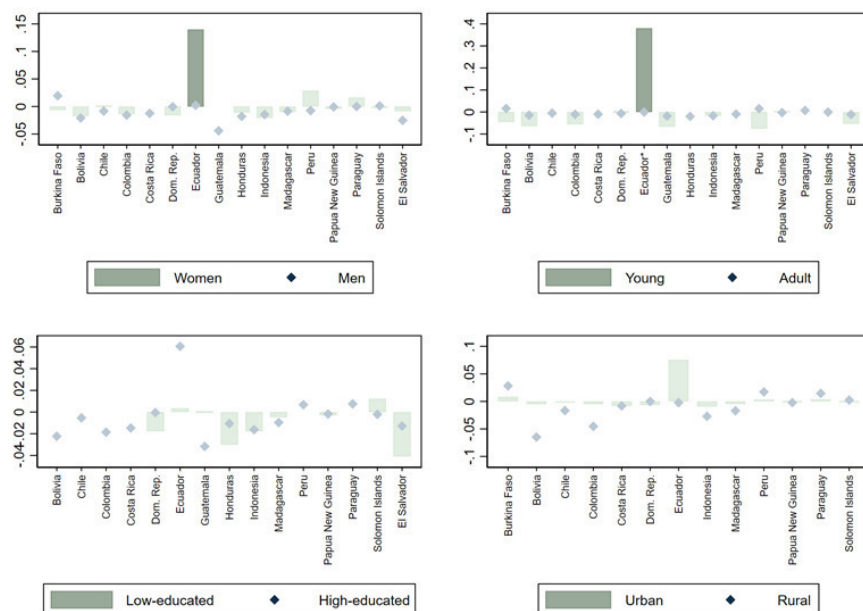 .15
.1
.05
0
-.05
Burkina Faso
Bolivia
Chile
Colombia
Costa Rica
Dom. Rep.
Ecuador
Guatemala
Honduras
Indonesia
Madagascar
Peru
Papua New Guinea
Paraguay
Solomon Islands
El Salvador
Women
Men
.4
.3
.2
.1
0
-.1
Burkina Faso
Bolivia
Chile
Colombia
Costa Rica
Dom. Rep.
Ecuador*
Guatemala
Honduras
Indonesia
Madagascar
Peru
Papua New Guinea
Paraguay
Solomon Islands
El Salvador
Young
Adult
-.04.02 0 .02.04.06
Bolivia
Chile
Colombia
Costa Rica
Dom. Rep.
Ecuador
Guatemala
Honduras
Indonesia
Madagascar
Peru
Papua New Guinea
Paraguay
Solomon Islands
El Salvador
Low-educated
High-educated
.1
.05
0
-.05
-.1
Burkina Faso
Bolivia
Chile
Colombia
Costa Rica
Dom. Rep.
Ecuador
Indonesia
Madagascar
Peru
Papua New Guinea
Paraguay
Solomon Islands
Urban
Rural